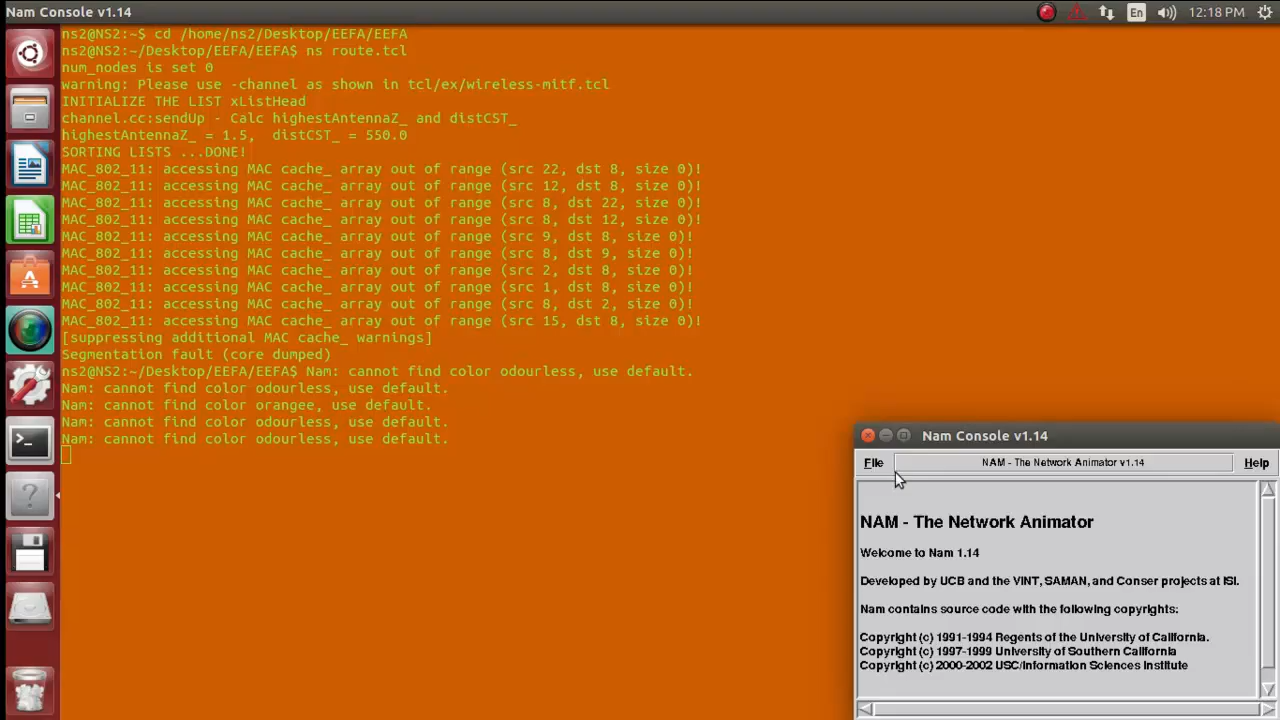 Nam Console v1.14
En
12:18 PM
ns2@NS2:~$ cd /home/ns2/Desktop/EEFA/EEFA
ns2@NS2:~/Desktop/EEFA/EEFA$ ns route.tcl
num_nodes is set 0
warning: Please use -channel as shown in tcl/ex/wireless-mitf.tcl
INITIALIZE THE LIST xListHead
channel.cc:sendUp - Calc highestAntennaZ_ and distCST_
highestAntennaZ_ = 1.5,  distCST_ = 550.0
SORTING LISTS ...DONE!
MAC_802_11: accessing MAC cache_ array out of range (src 22, dst 8, size 0)!
MAC_802_11: accessing MAC cache_ array out of range (src 12, dst 8, size 0)!
MAC_802_11: accessing MAC cache_ array out of range (src 8, dst 22, size 0)!
MAC_802_11: accessing MAC cache_ array out of range (src 8, dst 12, size 0)!
MAC_802_11: accessing MAC cache_ array out of range (src 9, dst 8, size 0)!
MAC_802_11: accessing MAC cache_ array out of range (src 8, dst 9, size 0)!
MAC_802_11: accessing MAC cache_ array out of range (src 2, dst 8, size 0)!
MAC_802_11: accessing MAC cache_ array out of range (src 1, dst 8, size 0)!
MAC_802_11: accessing MAC cache_ array out of range (src 8, dst 2, size 0)!
MAC_802_11: accessing MAC cache_ array out of range (src 15, dst 8, size 0)!
[suppressing additional MAC cache_ warnings]
Segmentation fault (core dumped)
ns2@NS2:~/Desktop/EEFA/EEFA$ Nam: cannot find color odourless, use default.
Nam: cannot find color odourless, use default.
Nam: cannot find color orangee, use default.
Nam: cannot find color odourless, use default.
Nam: cannot find color odourless, use default.
Nam Console v1.14
File
NAM - The Network Animator v1.14
Help
NAM - The Network Animator
Welcome to Nam 1.14
Developed by UCB and the VINT, SAMAN, and Conser projects at ISI.
Nam contains source code with the following copyrights:
Copyright (c) 1991-1994 Regents of the University of California.
Copyright (c) 1997-1999 University of Southern California
Copyright (c) 2000-2002 USC/Information Sciences Institute